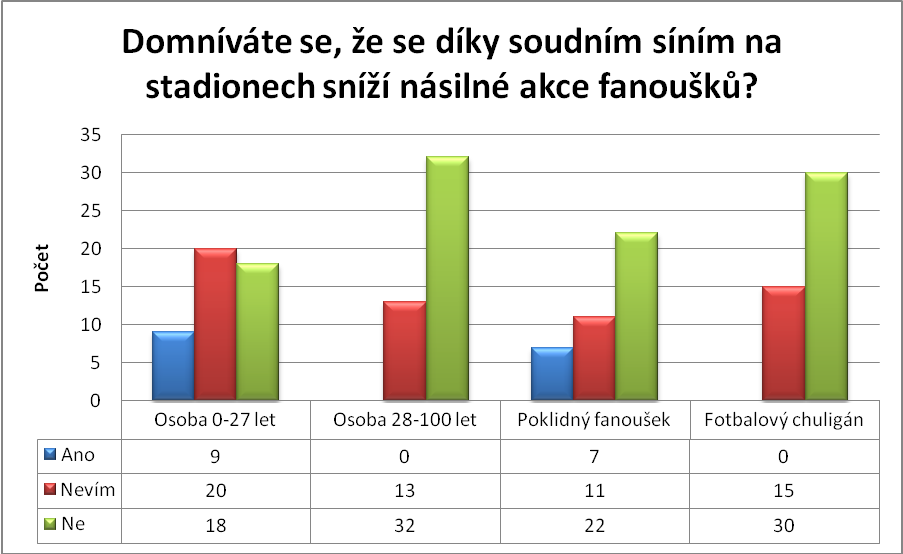 Domníváte se, že se díky soudním síním na
stadionech sníží násilné akce fanoušků?
Počet
35
30
25
20
15
10
5
0
Osoba 0-27 let Osoba 28-100 let Poklidný fanoušek Fotbalový chuligán
Ano 9 0 7 0
Nevím 20 13 11 15
Ne 18 32 22 30